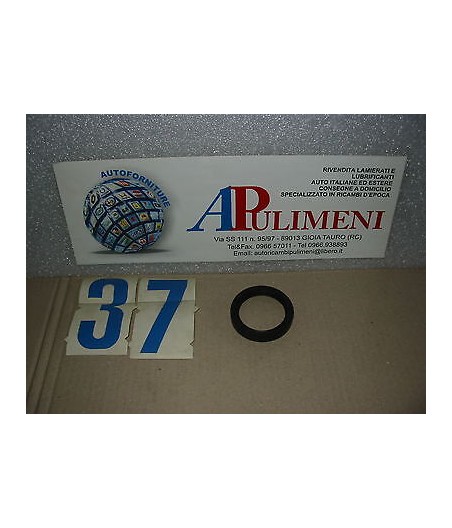 AUTOFORNITURE
RIVENDITA LAMIERATI E
LUBRIFICANTI
AUTO ITALIANE ED ESTERE
CONSEGNE A DOMICILIO
SPECIALIZZATO IN RICAMBI D'EPOCA
APULIMENI
Via SS 111 n. 95/97 - 89013 GIOIA TAURO (RC)
Tel&Fax. 0966 57011 - Tel 0966.938893
Email: autoricambipulimeni@libero.it
37